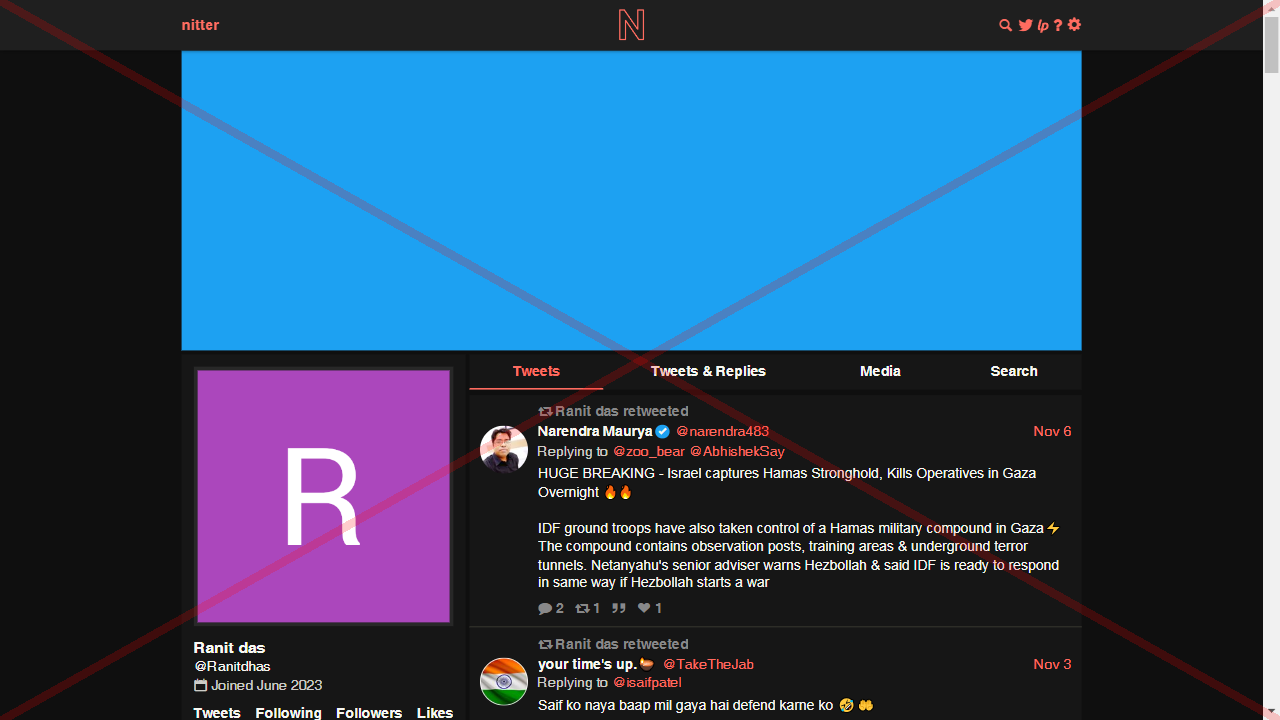 nitter
N
lp ?
Tweets
Tweets & Replies
Media
Search
Ranit das retweeted
Narendra Maurya @narendra483 Nov 6
Replying to @zoo_bear @AbhishekSay
HUGE BREAKING - Israel captures Hamas Stronghold, Kills Operatives in Gaza
Overnight 🔥🔥
IDF ground troops have also taken control of a Hamas military compound in Gaza⚡
The compound contains observation posts, training areas & underground terror
tunnels. Netanyahu's senior adviser warns Hezbollah & said IDF is ready to respond
in same way if Hezbollah starts a war
2 1 1
R
Ranit das
@Ranitdhas
Joined June 2023
Tweets Following Followers Likes
Ranit das retweeted
your time's up. @TakeTheJab Nov 3
Replying to @isaifpatel
Saif ko naya baap mil gaya hai defend karne ko 🤣🤲